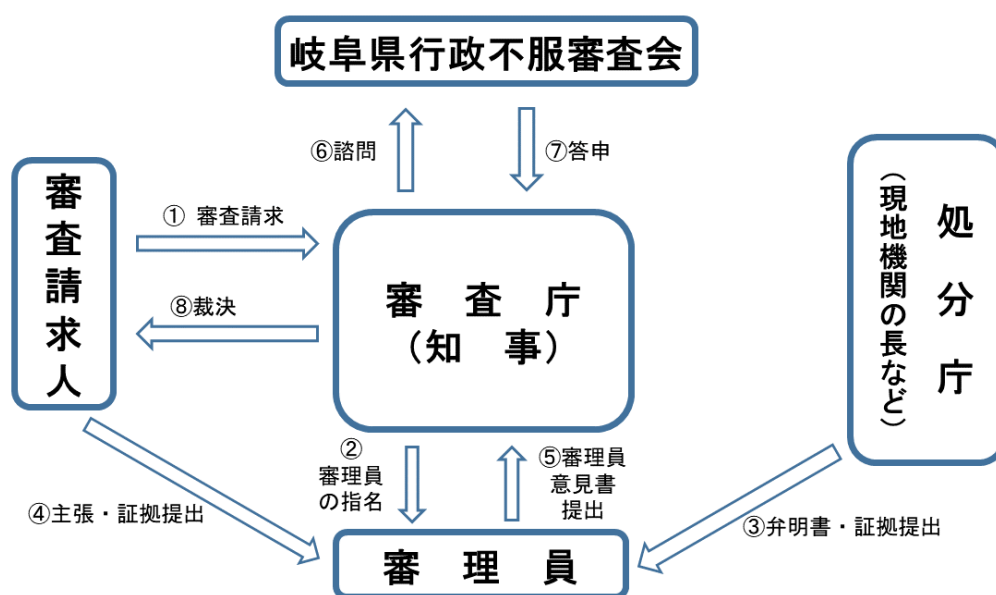 岐阜県行政不服審査会
⑥諮問
⑦答申
審査請求人
① 審査請求
⑧裁決
審 査 庁
（知 事）
処 分 庁
（現地機関の長など）
②
審理員
の指名
⑤審理員
意見書
提出
④主張・証拠提出
③弁明書・証拠提出
審 理 員